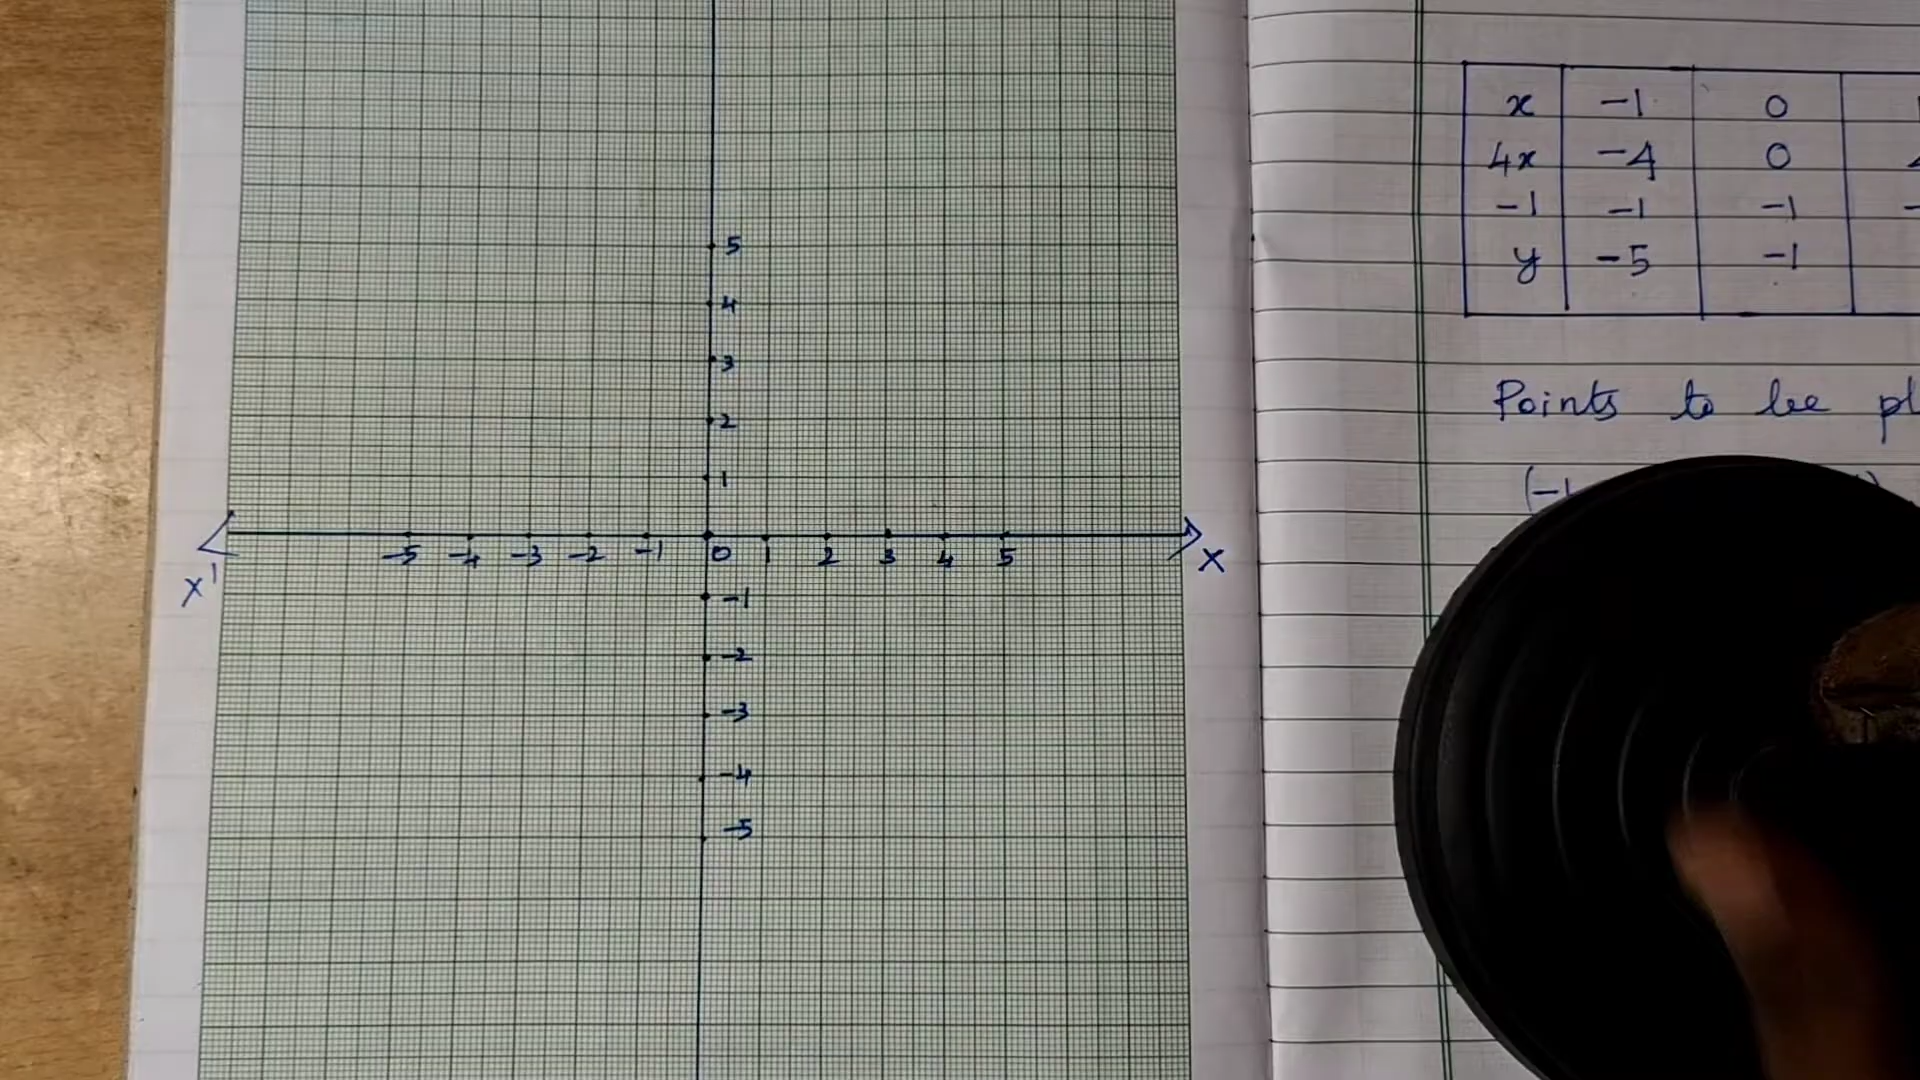 5
4
3
2
1
-5 -4 -3 -2 -1 0 1 2 3 4 5
X' X
-1
-2
-3
-4
-5
x -1 0
4x -4 0
-1 -1 -1
y -5 -1
Points to be
(-1